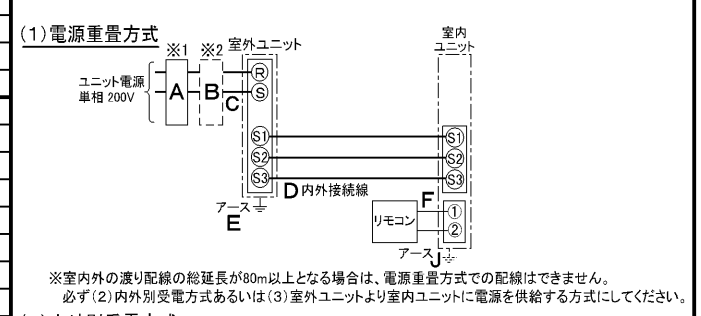 (1)電源重畳方式
※1 ※2 室外ユニット
室内
ユニット
ユニット電源
単相 200V
A
B
C
R
S
S1
S2
S3
S1
S2
S3
D 内外接続線
アース
E
F
リモコン
1
2
アース J
※室内外の渡り配線の総延長が80m以上となる場合は、電源重畳方式での配線はできません。
必ず(2)内外別受電方式あるいは(3)室外ユニットより室内ユニットに電源を供給する方式にしてください。